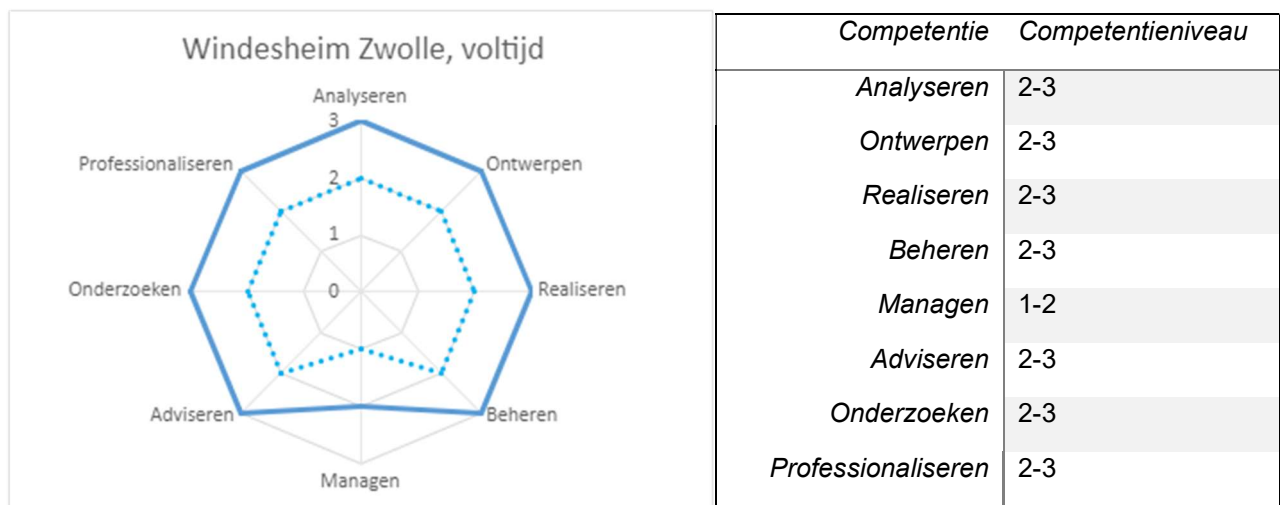 Windesheim Zwolle, voltijd
Analyseren
3
Professionaliseren
Ontwerpen
2
1
Onderzoeken
0
Realiseren
Adviseren
Beheren
Managen
Competentie Competentieniveau
Analyseren 2-3
Ontwerpen 2-3
Realiseren 2-3
Beheren 2-3
Managen 1-2
Adviseren 2-3
Onderzoeken 2-3
Professionaliseren 2-3